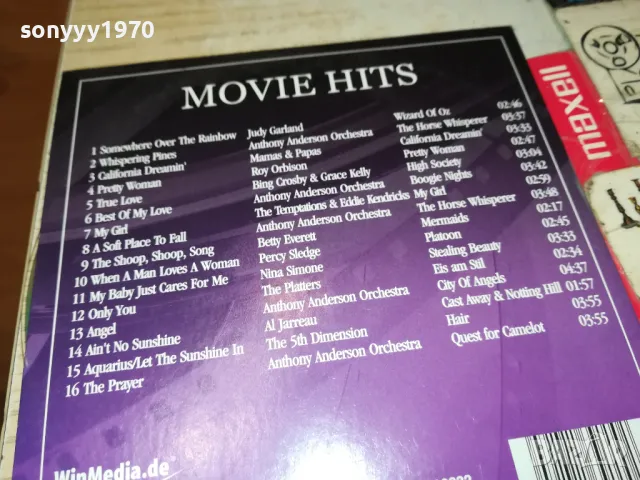 sonyyy1970
MOVIE HITS
1 Somewhere Over The Rainbow Judy Garland Wizard Of Oz 02:46
2 Whispering Pines Anthony Anderson Orchestra The Horse Whisperer 03:37
3 California Dreamin' Mamas & Papas California Dreamin' 03:33
4 Pretty Woman Roy Orbison Pretty Woman 02:47
5 True Love Bing Crosby & Grace Kelly High Society 03:04
6 Best Of My Love Anthony Anderson Orchestra Boogie Nights 03:42
7 My Girl The Temptations & Eddie Kendricks My Girl 02:59
8 A Soft Place To Fall Anthony Anderson Orchestra The Horse Whisperer 03:48
9 The Shoop, Shoop, Song Betty Everett Mermaids 02:17
10 When A Man Loves A Woman Percy Sledge Platoon 02:45
11 My Baby Just Cares For Me Nina Simone Stealing Beauty 03:33
12 Only You The Platters Eis am Stil 02:34
13 Angel Anthony Anderson Orchestra City Of Angels 04:37
14 Ain't No Sunshine Al Jarreau Cast Away & Notting Hill 01:57
15 Aquarius/Let The Sunshine In The 5th Dimension Hair 03:55
16 The Prayer Anthony Anderson Orchestra Quest for Camelot 03:55
WinMedia.de
maxell